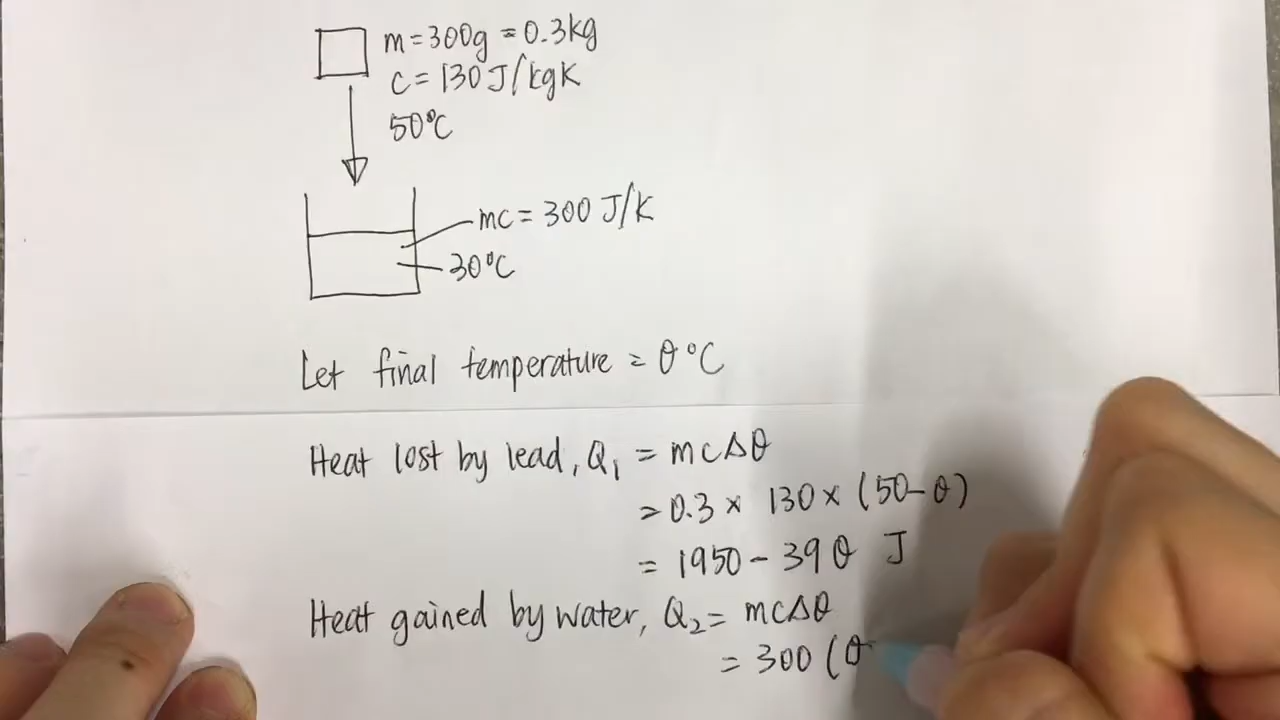 m = 300g = 0.3kg
c = 130 J/kgK
50°C
mc = 300 J/K
30°C
Let final temperature = θ°C
Heat lost by lead, Q₁ = mcΔθ
= 0.3 × 130 × (50-θ)
= 1950 - 39θ J
Heat gained by water, Q₂ = mcΔθ
= 300 (θ